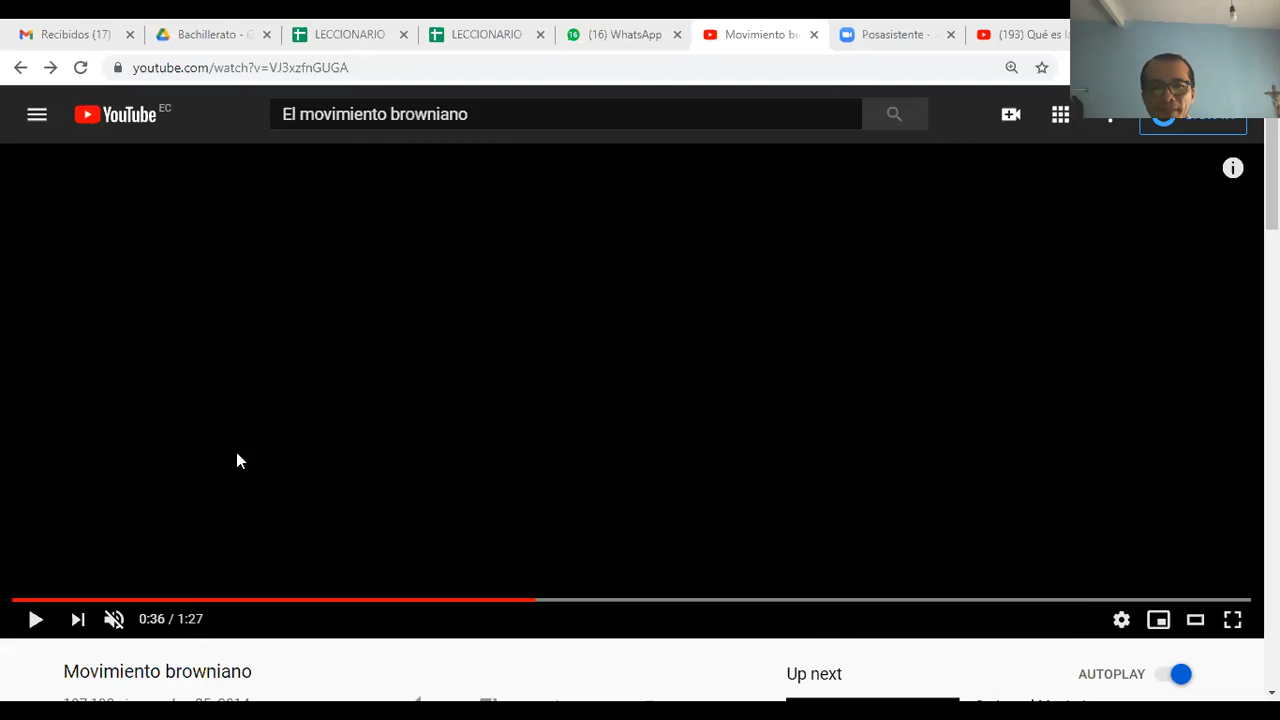 Recibidos (17)
Bachillerato - G
LECCIONARIO
LECCIONARIO
(16) WhatsApp
Movimiento br
Posasistente -
(193) Qué es l
youtube.com/watch?v=VJ3xzfnGUGA
YouTube EC
El movimiento browniano
0:36 / 1:27
Movimiento browniano
Up next
AUTOPLAY